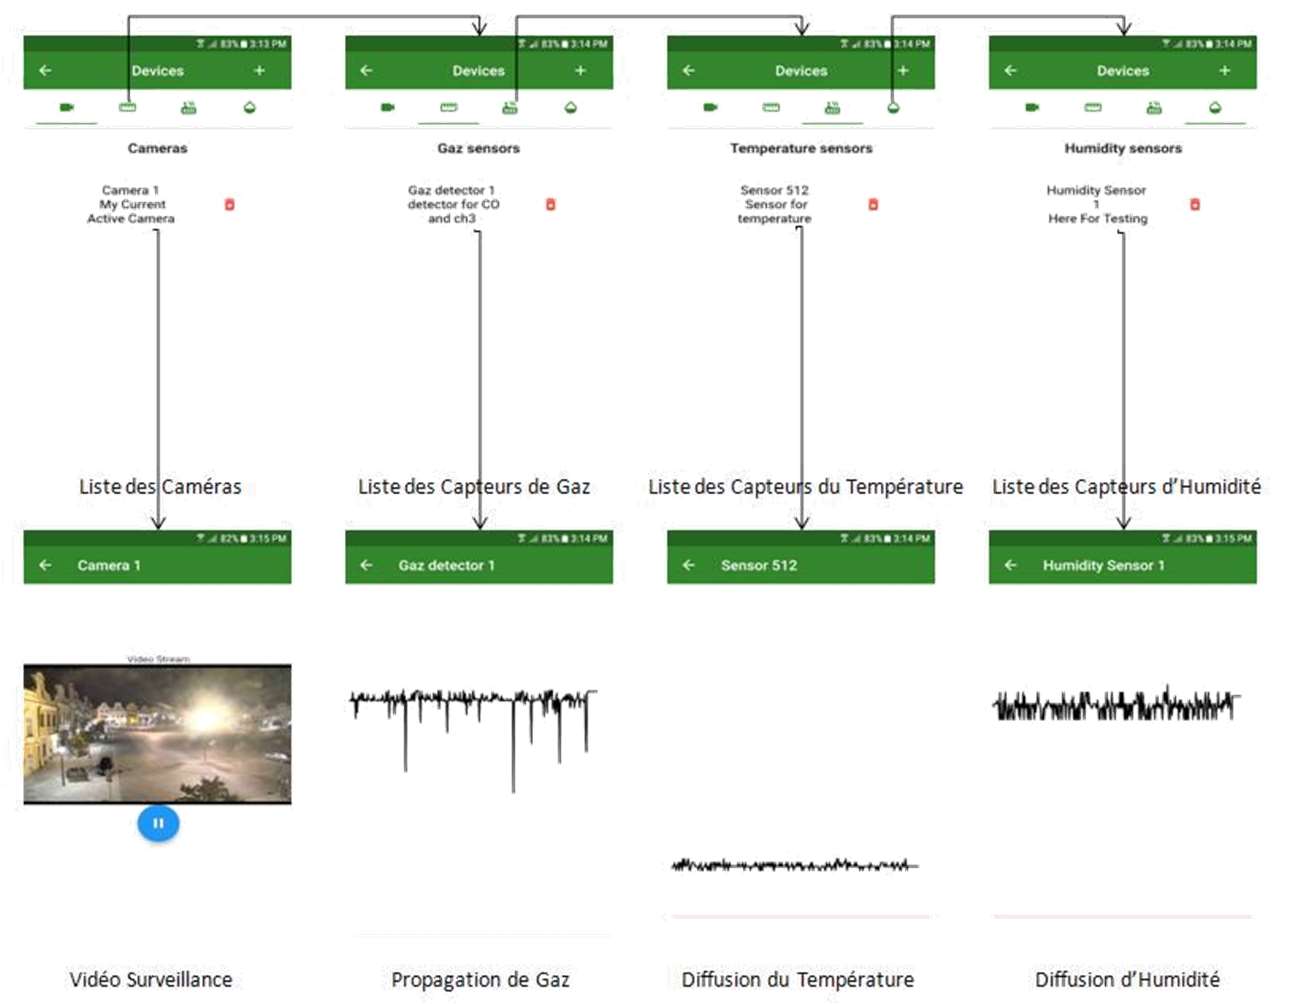 83% 3:13 PM
83% 3:14 PM
83% 3:14 PM
83% 3:14 PM
Devices
Devices
Devices
Devices
Cameras
Gaz sensors
Temperature sensors
Humidity sensors
Camera 1
My Current
Active Camera
Gaz detector 1
detector for CO
and ch3
Sensor 512
Sensor for
temperature
Humidity Sensor
1
Here For Testing
Liste des Caméras
Liste des Capteurs de Gaz
Liste des Capteurs du Température
Liste des Capteurs d’Humidité
82% 3:15 PM
83% 3:14 PM
83% 3:14 PM
83% 3:15 PM
Camera 1
Gaz detector 1
Sensor 512
Humidity Sensor 1
Video Stream
Vidéo Surveillance
Propagation de Gaz
Diffusion du Température
Diffusion d’Humidité